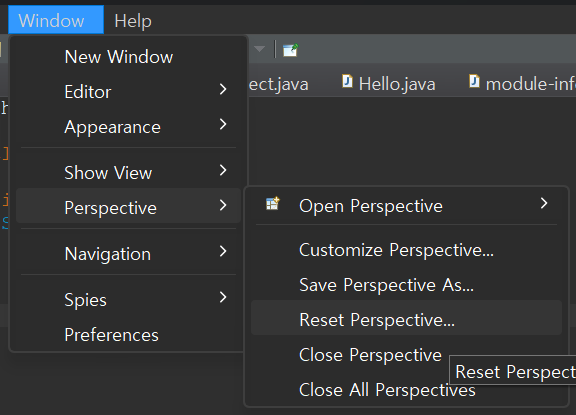 Window Help
New Window
ect.java Hello.java module-inf
Editor
Appearance
Show View
Perspective
Open Perspective
Customize Perspective...
Navigation
Save Perspective As...
Spies
Reset Perspective...
Preferences
Close Perspective
Reset Perspect
Close All Perspectives